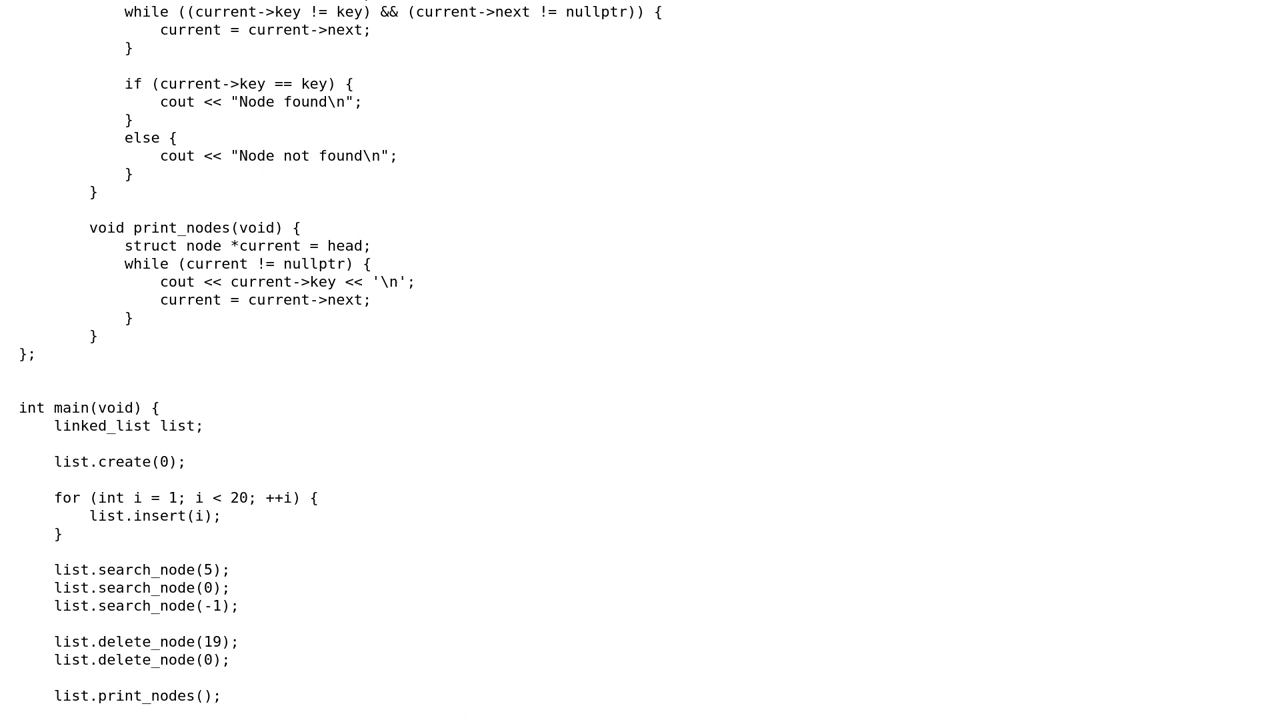 while ((current->key != key) && (current->next != nullptr)) {
                current = current->next;
            }

            if (current->key == key) {
                cout << "Node found\n";
            }
            else {
                cout << "Node not found\n";
            }
        }

        void print_nodes(void) {
            struct node *current = head;
            while (current != nullptr) {
                cout << current->key << '\n';
                current = current->next;
            }
        }
};


int main(void) {
    linked_list list;

    list.create(0);

    for (int i = 1; i < 20; ++i) {
        list.insert(i);
    }

    list.search_node(5);
    list.search_node(0);
    list.search_node(-1);

    list.delete_node(19);
    list.delete_node(0);

    list.print_nodes();